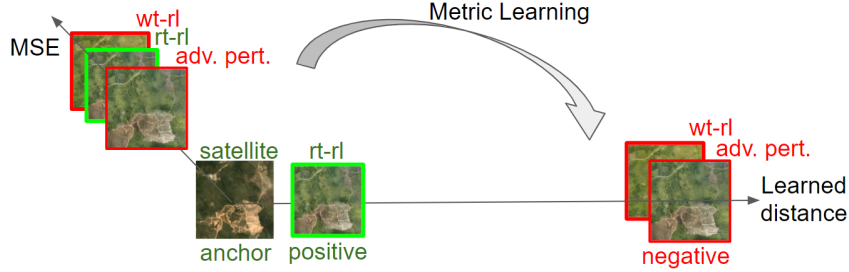 Metric Learning
wt-rl
rt-rl
MSE
adv. pert.
satellite
rt-rl
wt-rl
adv. pert.
Learned
distance
anchor
positive
negative